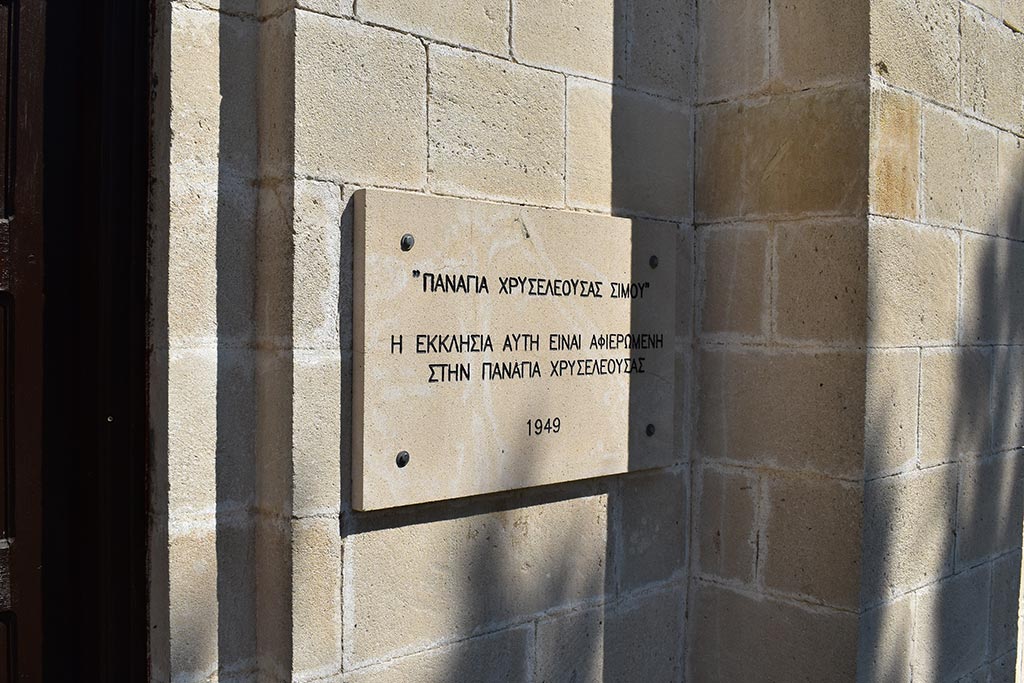 "ΠΑΝΑΓΙΑ ΧΡΥΣΕΛΕΟΥΣΑΣ ΣΙΜΟΥ"
Η ΕΚΚΛΗΣΙΑ ΑΥΤΗ ΕΙΝΑΙ ΑΦΙΕΡΩΜΕΝΗ
ΣΤΗΝ ΠΑΝΑΓΙΑ ΧΡΥΣΕΛΕΟΥΣΑΣ
1949